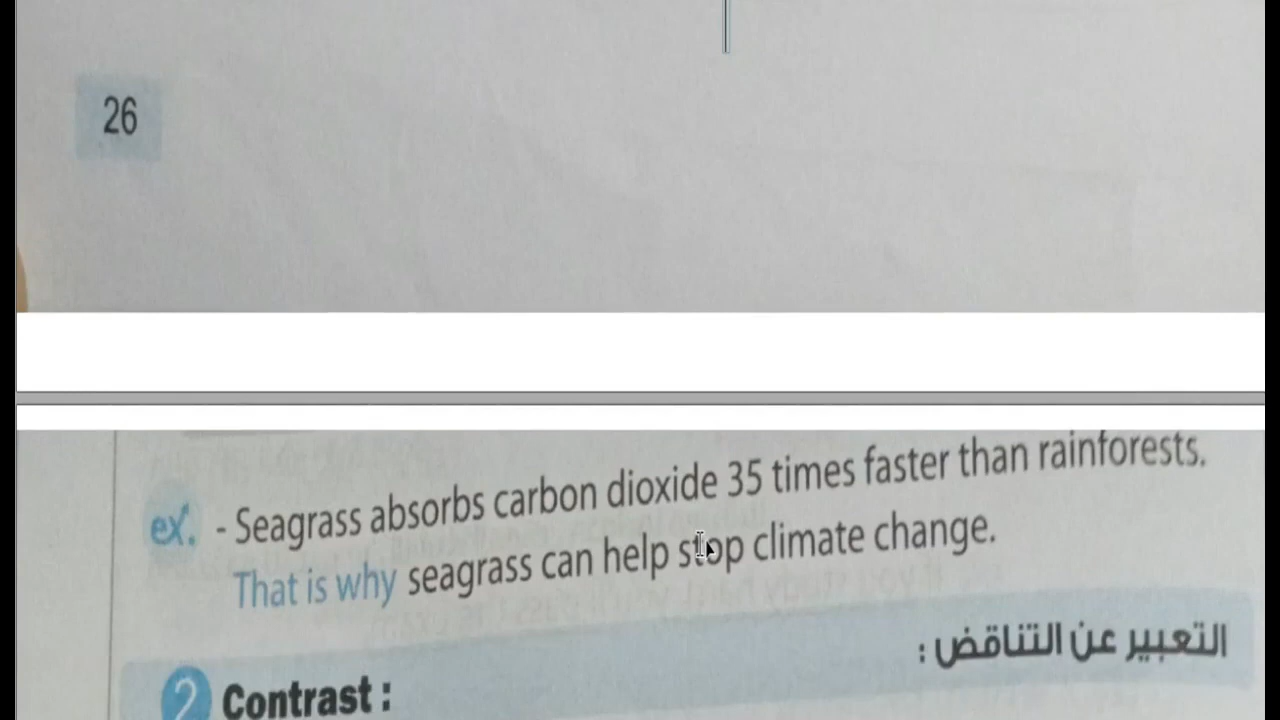 26
ex. - Seagrass absorbs carbon dioxide 35 times faster than rainforests.
That is why seagrass can help stop climate change.
2 Contrast : التعبير عن التناقض :